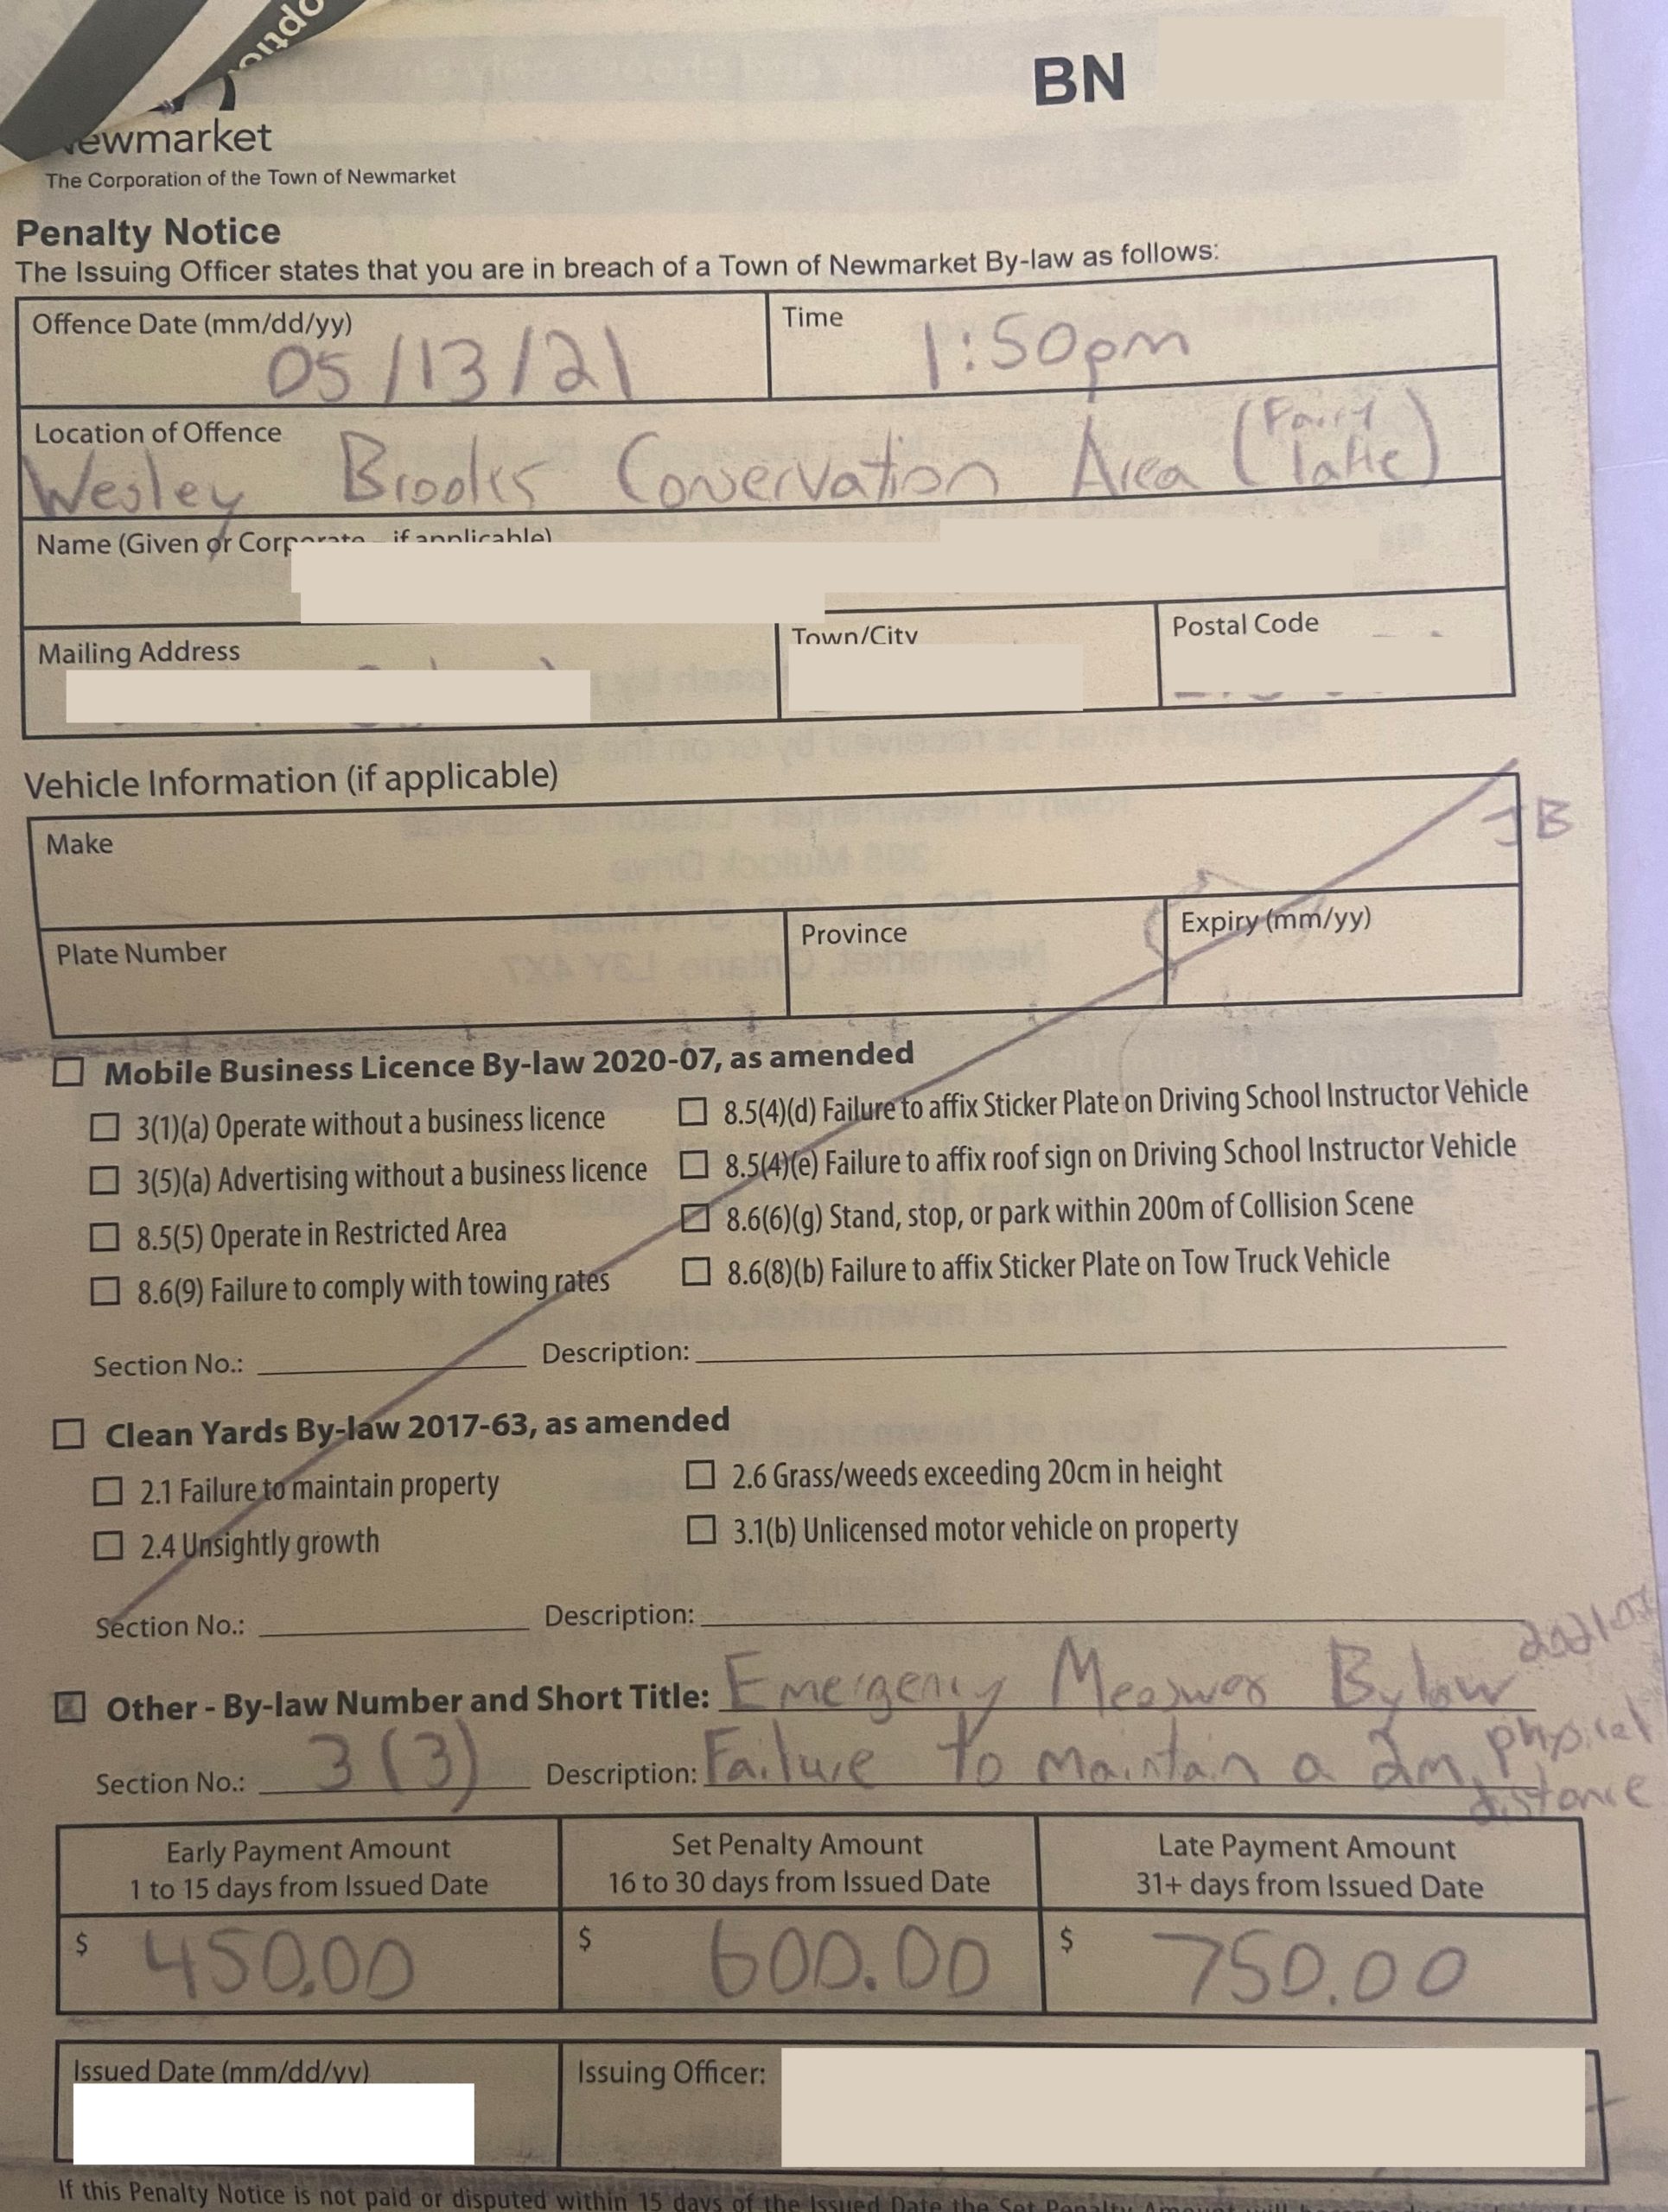 optio
BN
ewmarket
The Corporation of the Town of Newmarket
Penalty Notice
The Issuing Officer states that you are in breach of a Town of Newmarket By-law as follows:
Offence Date (mm/dd/yy)
05/13/21
Time
1:50pm
Location of Offence
Wesley Brooks Conservation Area (Fairy lake)
Name (Given or Corporate - if applicable)
Mailing Address
Town/City
Postal Code
Vehicle Information (if applicable)
JB
Make
Plate Number
Province
Expiry (mm/yy)
Mobile Business Licence By-law 2020-07, as amended
3(1)(a) Operate without a business licence
8.5(4)(d) Failure to affix Sticker Plate on Driving School Instructor Vehicle
3(5)(a) Advertising without a business licence
8.5(4)(e) Failure to affix roof sign on Driving School Instructor Vehicle
8.5(5) Operate in Restricted Area
8.6(6)(g) Stand, stop, or park within 200m of Collision Scene
8.6(9) Failure to comply with towing rates
8.6(8)(b) Failure to affix Sticker Plate on Tow Truck Vehicle
Section No.: Description:
Clean Yards By-law 2017-63, as amended
2.1 Failure to maintain property
2.6 Grass/weeds exceeding 20cm in height
2.4 Unsightly growth
3.1(b) Unlicensed motor vehicle on property
Section No.: Description:
Other - By-law Number and Short Title: Emergency Measures Bylaw
Section No.: 3(3) Description: Failure to maintain a 2m physical distance
Early Payment Amount
1 to 15 days from Issued Date
Set Penalty Amount
16 to 30 days from Issued Date
Late Payment Amount
31+ days from Issued Date
$ 450.00
$ 600.00
$ 750.00
Issued Date (mm/dd/yy)
Issuing Officer:
If this Penalty Notice is not paid or disputed within 15 days of the Issued Date the Set Penalty Amount will